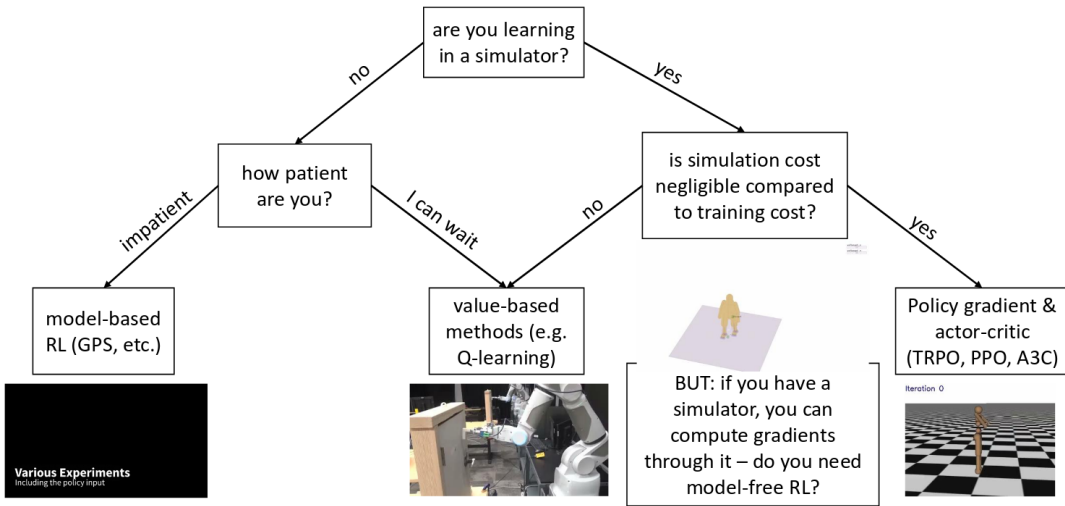 are you learning
in a simulator?
no
yes
how patient
are you?
is simulation cost
negligible compared
to training cost?
impatient
I can wait
no
yes
model-based
RL (GPS, etc.)
value-based
methods (e.g.
Q-learning)
Policy gradient &
actor-critic
(TRPO, PPO, A3C)
BUT: if you have a
simulator, you can
compute gradients
through it – do you need
model-free RL?
Various Experiments
Including the policy input
Iteration 0